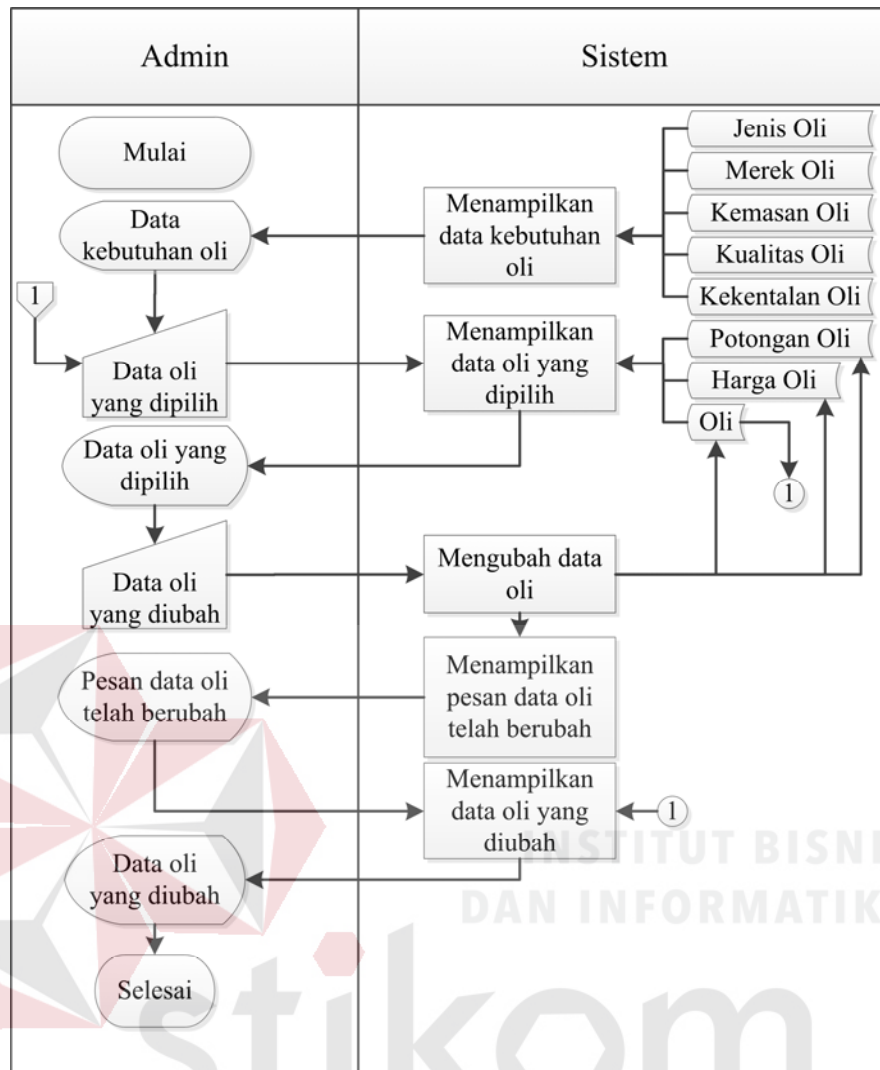 Admin
Sistem
Mulai
Jenis Oli
Merek Oli
Kemasan Oli
Kualitas Oli
Kekentalan Oli
Data
kebutuhan oli
Menampilkan
data kebutuhan
oli
1
Data oli
yang dipilih
Menampilkan
data oli yang
dipilih
Potongan Oli
Harga Oli
Oli
1
Data oli yang
dipilih
Data oli
yang diubah
Mengubah data
oli
Pesan data oli
telah berubah
Menampilkan
pesan data oli
telah berubah
Menampilkan
data oli yang
diubah
1
Data oli
yang diubah
Selesai
INSTITUT BISNI
DAN INFORMATIK
stikom